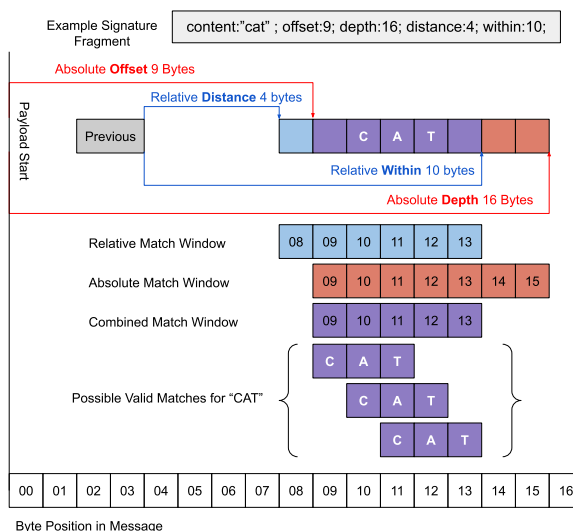 Example Signature
Fragment
content:”cat” ; offset:9; depth:16; distance:4; within:10;
Absolute Offset 9 Bytes
Relative Distance 4 bytes
Payload Start
Previous
C A T
Relative Within 10 bytes
Absolute Depth 16 Bytes
Relative Match Window
08 09 10 11 12 13
Absolute Match Window
09 10 11 12 13 14 15
Combined Match Window
09 10 11 12 13
C A T
Possible Valid Matches for “CAT”
C A T
C A T
00 01 02 03 04 05 06 07 08 09 10 11 12 13 14 15 16
Byte Position in Message